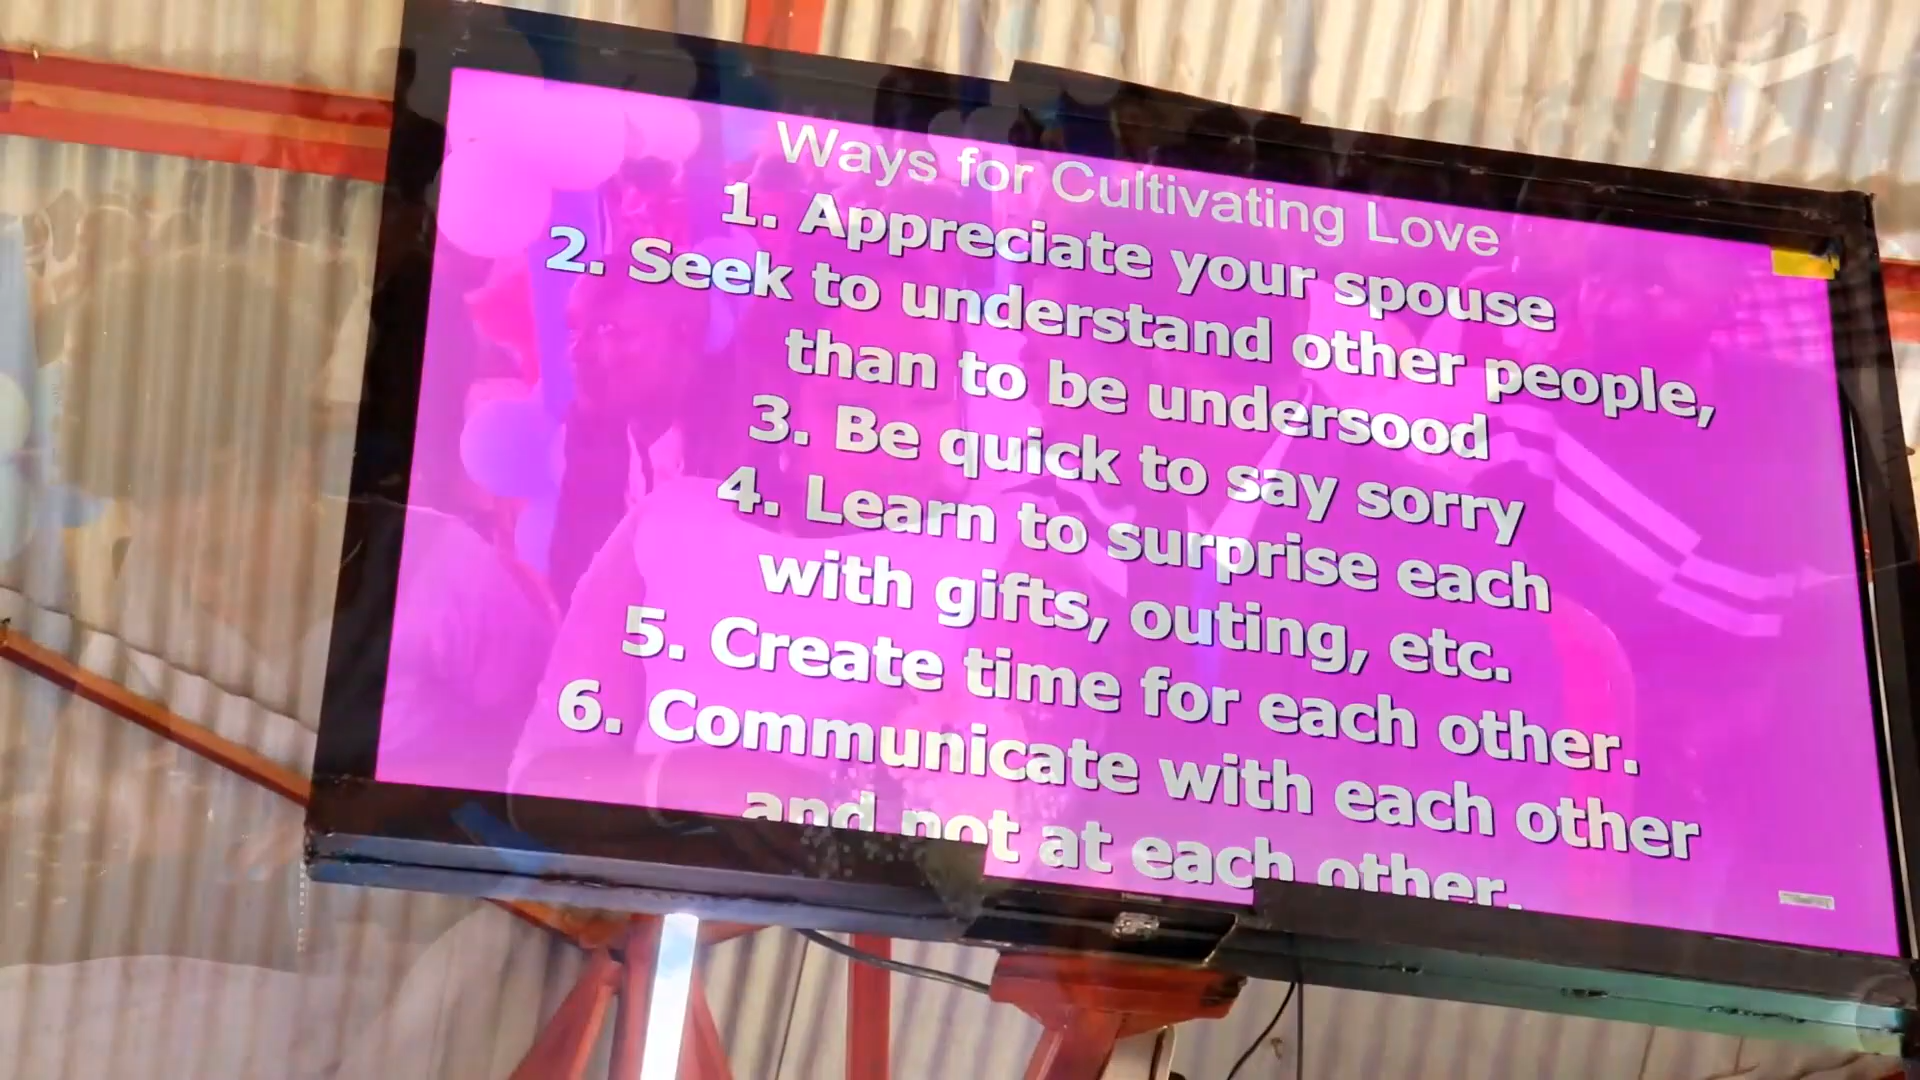 Ways for Cultivating Love
1. Appreciate your spouse
2. Seek to understand other people,
than to be undersood
3. Be quick to say sorry
4. Learn to surprise each
with gifts, outing, etc.
5. Create time for each other.
6. Communicate with each other
and not at each other.